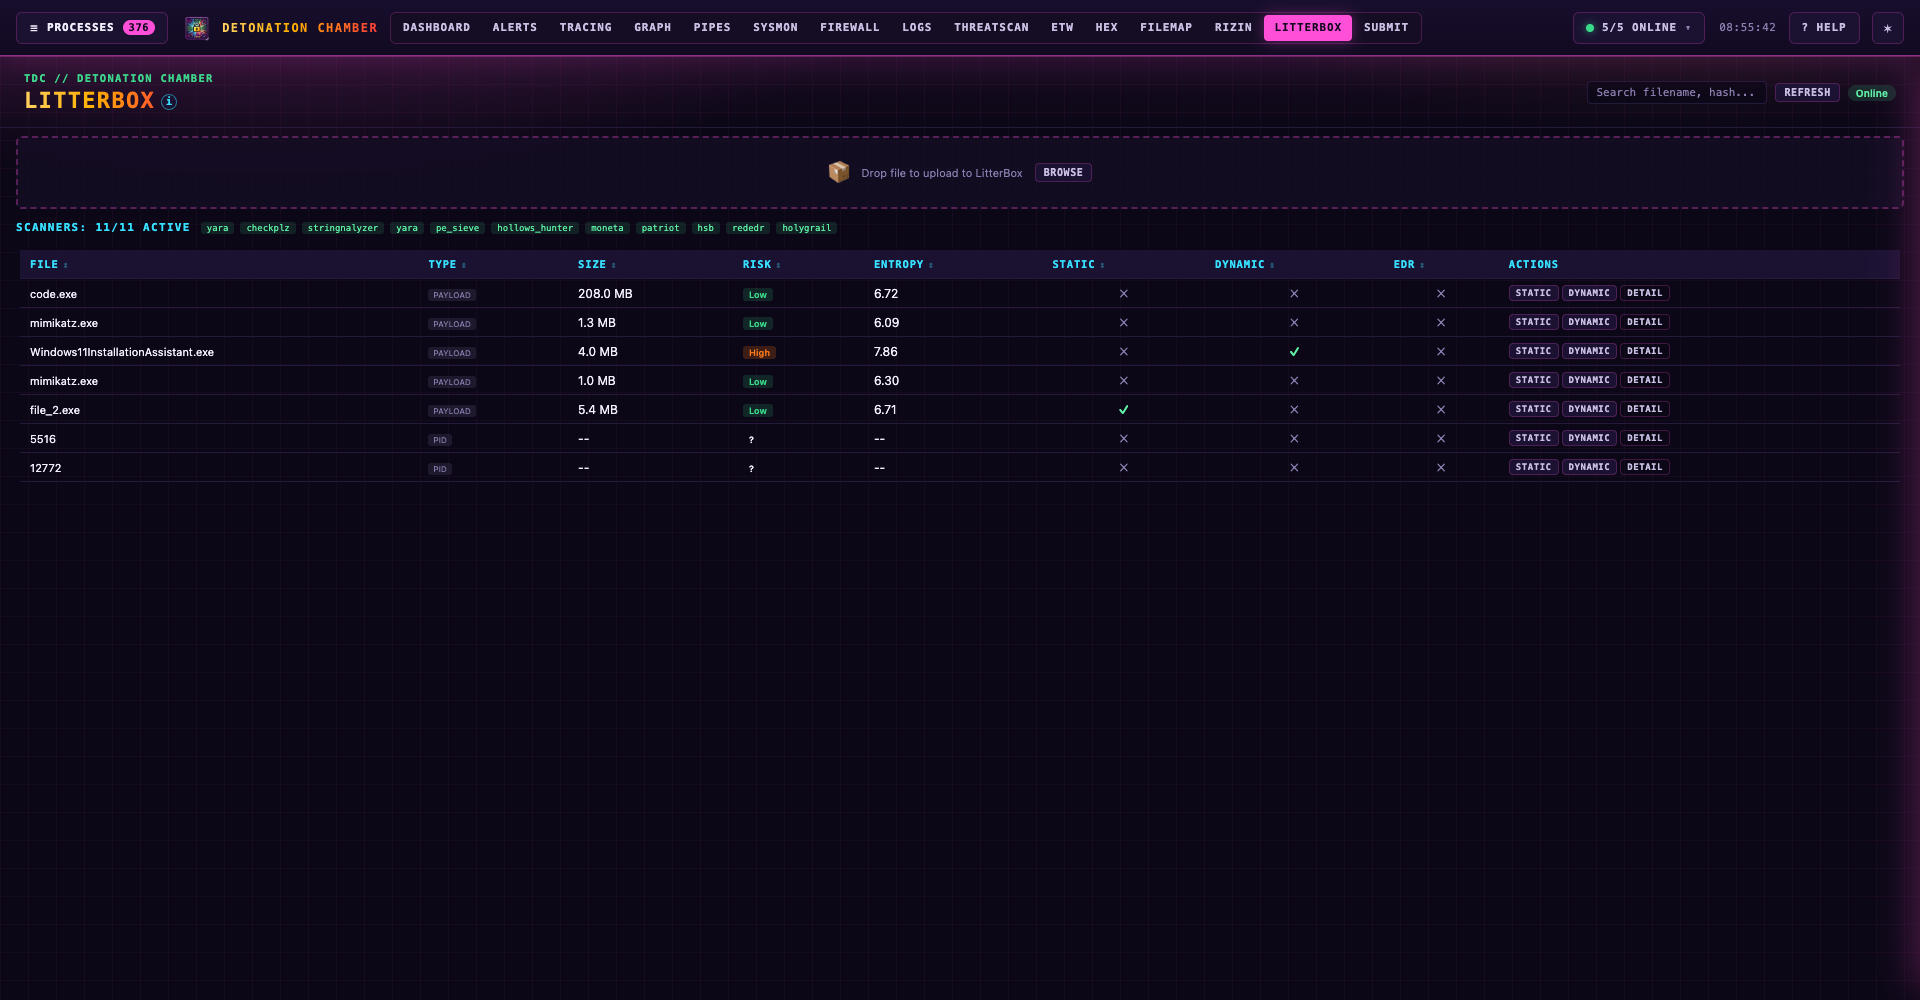 ≡ PROCESSES 376 DETONATION CHAMBER DASHBOARD ALERTS TRACING GRAPH PIPES SYSMON FIREWALL LOGS THREATSCAN ETW HEX FILEMAP RIZIN LITTERBOX SUBMIT 5/5 ONLINE ▾ 08:55:42 ? HELP ✶
TDC // DETONATION CHAMBER
LITTERBOX i Search filename, hash... REFRESH Online
Drop file to upload to LitterBox BROWSE
SCANNERS: 11/11 ACTIVE yara checkplz stringnalyzer yara pe_sieve hollows_hunter moneta patriot hsb rededr holygrail
FILE TYPE SIZE RISK ENTROPY STATIC DYNAMIC EDR ACTIONS
code.exe PAYLOAD 208.0 MB Low 6.72 ✕ ✕ ✕ STATIC DYNAMIC DETAIL
mimikatz.exe PAYLOAD 1.3 MB Low 6.09 ✕ ✕ ✕ STATIC DYNAMIC DETAIL
Windows11InstallationAssistant.exe PAYLOAD 4.0 MB High 7.86 ✕ ✓ ✕ STATIC DYNAMIC DETAIL
mimikatz.exe PAYLOAD 1.0 MB Low 6.30 ✕ ✕ ✕ STATIC DYNAMIC DETAIL
file_2.exe PAYLOAD 5.4 MB Low 6.71 ✓ ✕ ✕ STATIC DYNAMIC DETAIL
5516 PID -- ? -- ✕ ✕ ✕ STATIC DYNAMIC DETAIL
12772 PID -- ? -- ✕ ✕ ✕ STATIC DYNAMIC DETAIL